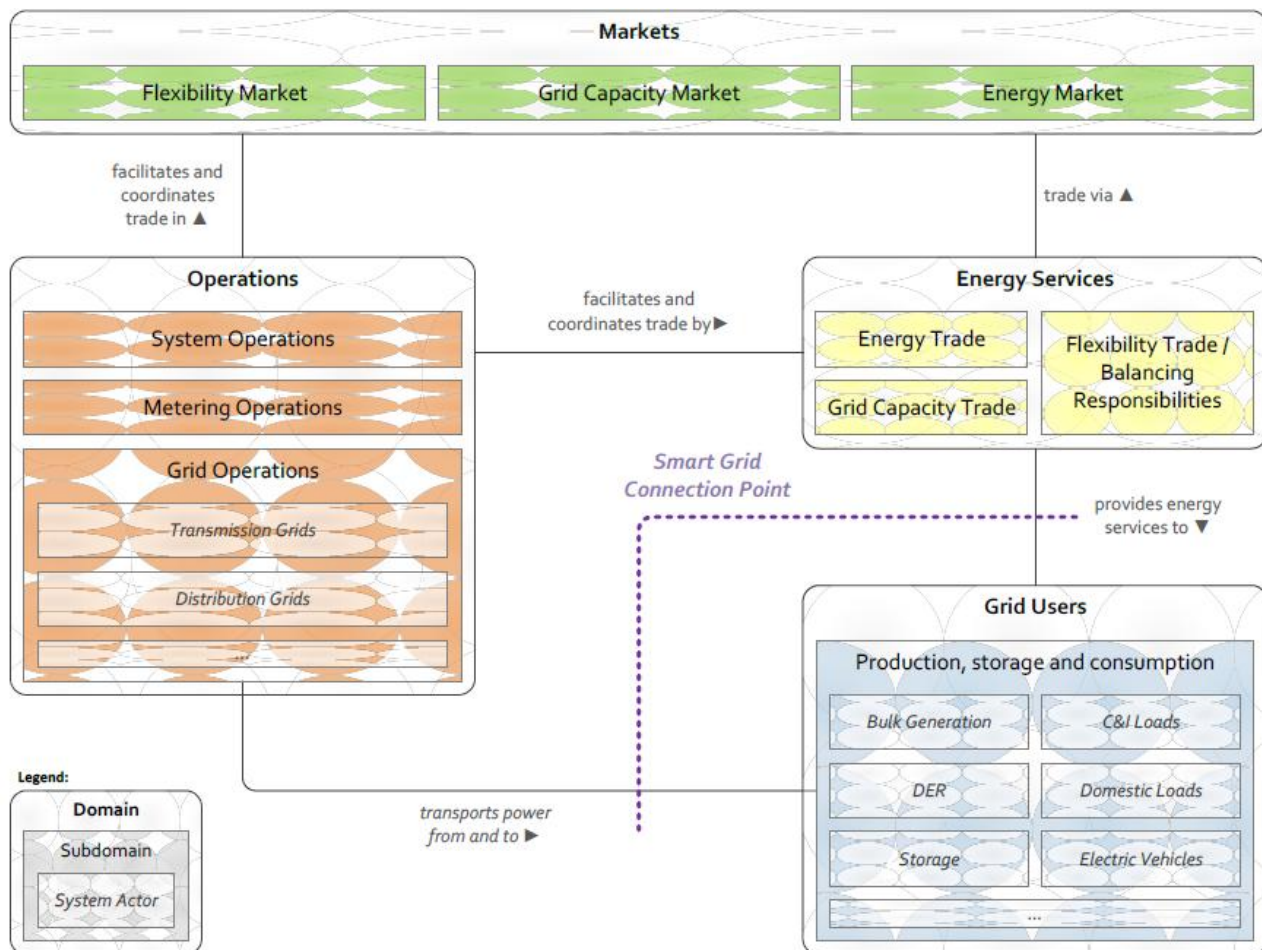 Markets
Flexibility Market
Grid Capacity Market
Energy Market
facilitates and
coordinates
trade in ▲
trade via ▲
Operations
System Operations
Metering Operations
Grid Operations
Transmission Grids
Distribution Grids
...
facilitates and
coordinates trade by ►
Energy Services
Energy Trade
Grid Capacity Trade
Flexibility Trade /
Balancing
Responsibilities
Smart Grid
Connection Point
provides energy
services to ▼
Grid Users
Production, storage and consumption
Bulk Generation
C&I Loads
DER
Domestic Loads
Storage
Electric Vehicles
...
transports power
from and to ►
Legend:
Domain
Subdomain
System Actor